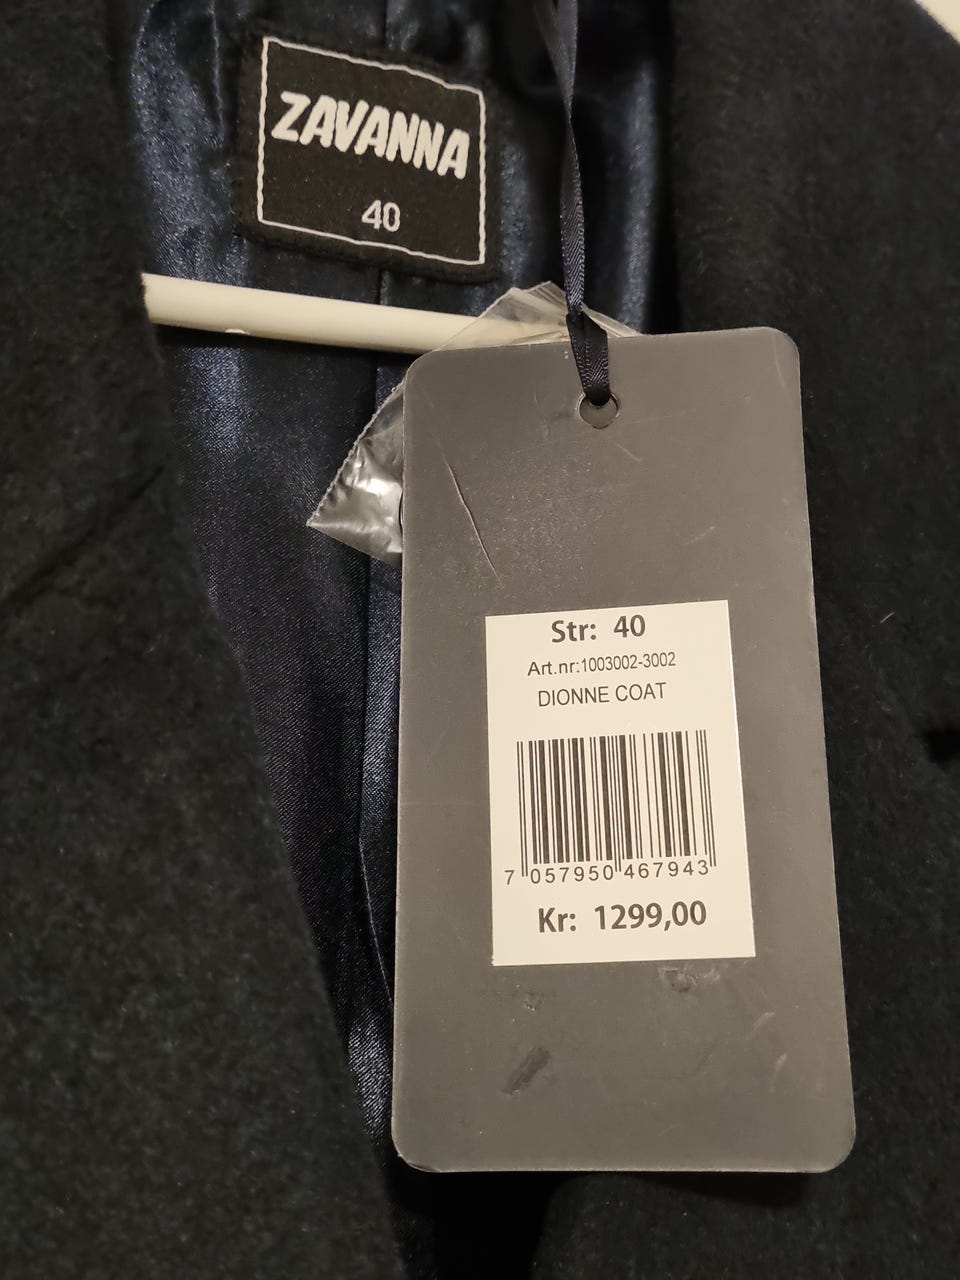 ZAVANNA
40
Str: 40
Art.nr:1003002-3002
DIONNE COAT
7 057950 467943
Kr: 1299,00